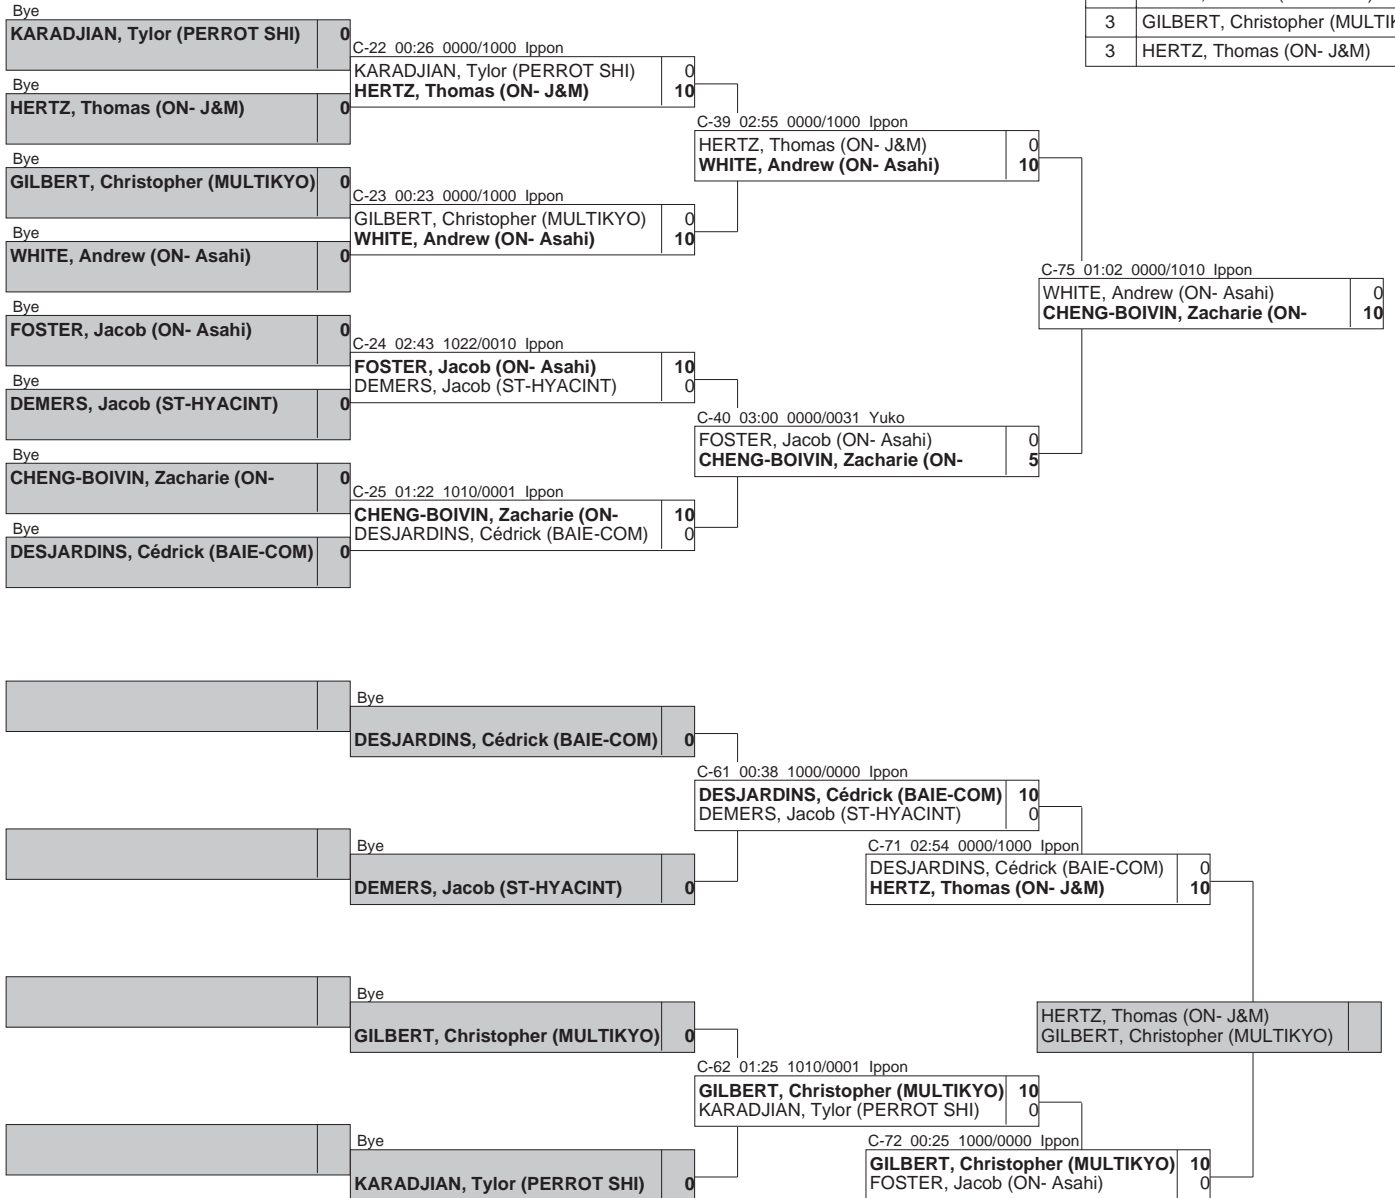 3 GILBERT, Christopher
3 HERTZ, Thomas (ON- J&M)
Bye
KARADJIAN, Tylor (PERROT SHI) 0
Bye
HERTZ, Thomas (ON- J&M) 0
Bye
GILBERT, Christopher (MULTIKYO) 0
Bye
WHITE, Andrew (ON- Asahi) 0
Bye
FOSTER, Jacob (ON- Asahi) 0
Bye
DEMERS, Jacob (ST-HYACINT) 0
Bye
CHENG-BOIVIN, Zacharie (ON- 0
Bye
DESJARDINS, Cédrick (BAIE-COM) 0
C-22 00:26 0000/1000 Ippon
KARADJIAN, Tylor (PERROT SHI) 0
HERTZ, Thomas (ON- J&M) 10
C-23 00:23 0000/1000 Ippon
GILBERT, Christopher (MULTIKYO) 0
WHITE, Andrew (ON- Asahi) 10
C-24 02:43 1022/0010 Ippon
FOSTER, Jacob (ON- Asahi) 10
DEMERS, Jacob (ST-HYACINT) 0
C-25 01:22 1010/0001 Ippon
CHENG-BOIVIN, Zacharie (ON- 10
DESJARDINS, Cédrick (BAIE-COM) 0
C-39 02:55 0000/1000 Ippon
HERTZ, Thomas (ON- J&M) 0
WHITE, Andrew (ON- Asahi) 10
C-40 03:00 0000/0031 Yuko
FOSTER, Jacob (ON- Asahi) 0
CHENG-BOIVIN, Zacharie (ON- 5
C-75 01:02 0000/1010 Ippon
WHITE, Andrew (ON- Asahi) 0
CHENG-BOIVIN, Zacharie (ON- 10
Bye
DESJARDINS, Cédrick (BAIE-COM) 0
Bye
DEMERS, Jacob (ST-HYACINT) 0
Bye
GILBERT, Christopher (MULTIKYO) 0
Bye
KARADJIAN, Tylor (PERROT SHI) 0
C-61 00:38 1000/0000 Ippon
DESJARDINS, Cédrick (BAIE-COM) 10
DEMERS, Jacob (ST-HYACINT) 0
C-71 02:54 0000/1000 Ippon
DESJARDINS, Cédrick (BAIE-COM) 0
HERTZ, Thomas (ON- J&M) 10
C-62 01:25 1010/0001 Ippon
GILBERT, Christopher (MULTIKYO) 10
KARADJIAN, Tylor (PERROT SHI) 0
C-72 00:25 1000/0000 Ippon
GILBERT, Christopher (MULTIKYO) 10
FOSTER, Jacob (ON- Asahi) 0
HERTZ, Thomas (ON- J&M)
GILBERT, Christopher (MULTIKYO)